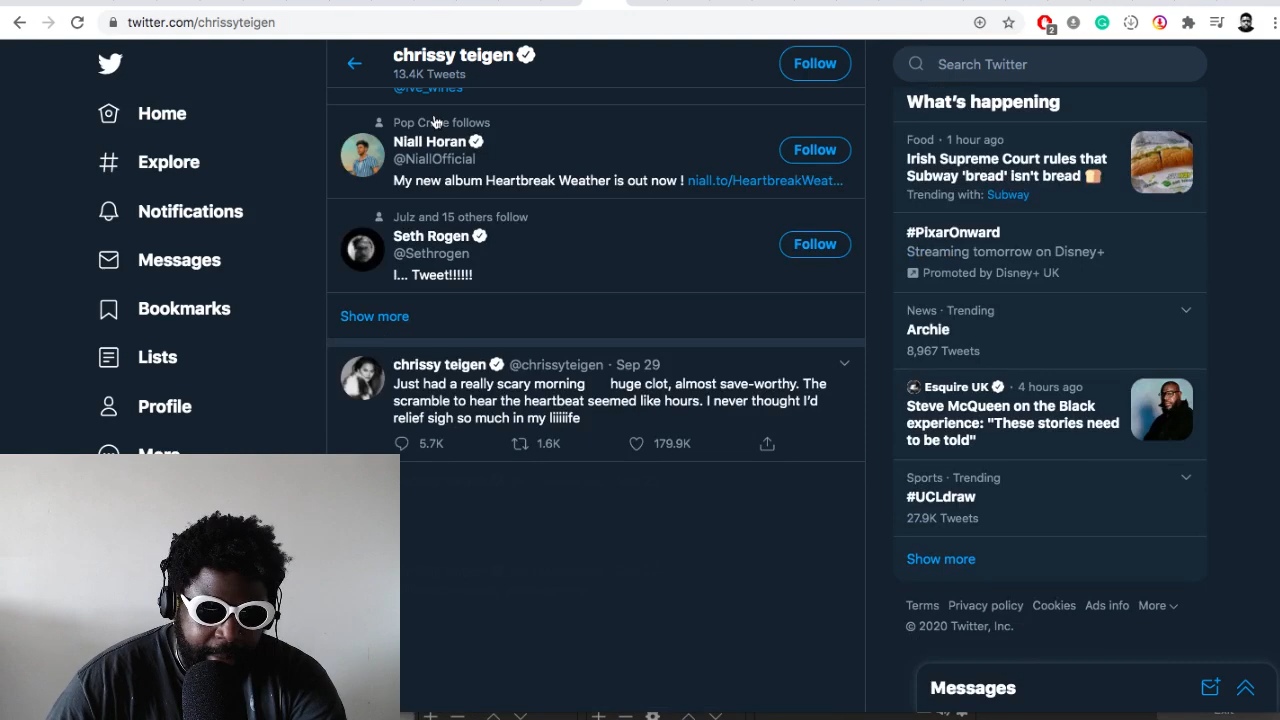 twitter.com/chrissyteigen
2
chrissy teigen
13.4K Tweets
Follow
Search Twitter
Home
Explore
Notifications
Messages
Bookmarks
Lists
Profile
More
@ive_wines
Pop Crave follows
Niall Horan
@NiallOfficial
Follow
My new album Heartbreak Weather is out now ! niall.to/HeartbreakWeat...
Julz and 15 others follow
Seth Rogen
@Sethrogen
Follow
I... Tweet!!!!!!
Show more
chrissy teigen @chrissyteigen · Sep 29
Just had a really scary morning huge clot, almost save-worthy. The
scramble to hear the heartbeat seemed like hours. I never thought I'd
relief sigh so much in my liiiiife
5.7K 1.6K 179.9K
What's happening
Food · 1 hour ago
Irish Supreme Court rules that
Subway 'bread' isn't bread
Trending with: Subway
#PixarOnward
Streaming tomorrow on Disney+
Promoted by Disney+ UK
News · Trending
Archie
8,967 Tweets
Esquire UK · 4 hours ago
Steve McQueen on the Black
experience: "These stories need
to be told"
Sports · Trending
#UCLdraw
27.9K Tweets
Show more
Terms Privacy policy Cookies Ads info More
© 2020 Twitter, Inc.
Messages